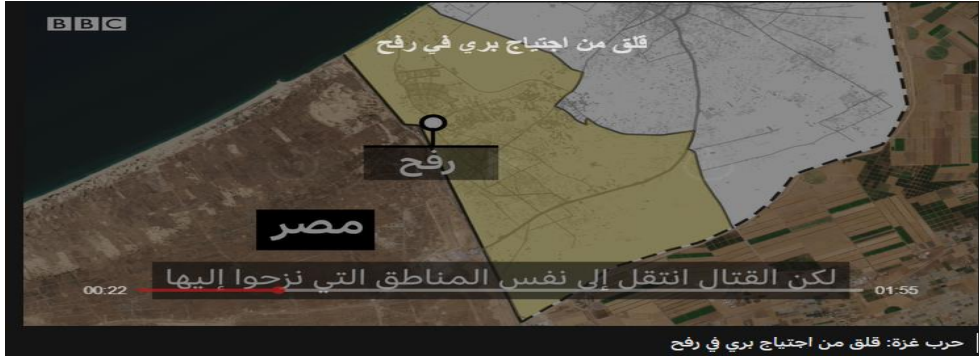 BBC
قلق من اجتياح بري في رفح
رفح
مصر
لكن القتال انتقل إلى نفس المناطق التي نزحوا إليها
00:22
01:55
حرب غزة: قلق من اجتياح بري في رفح